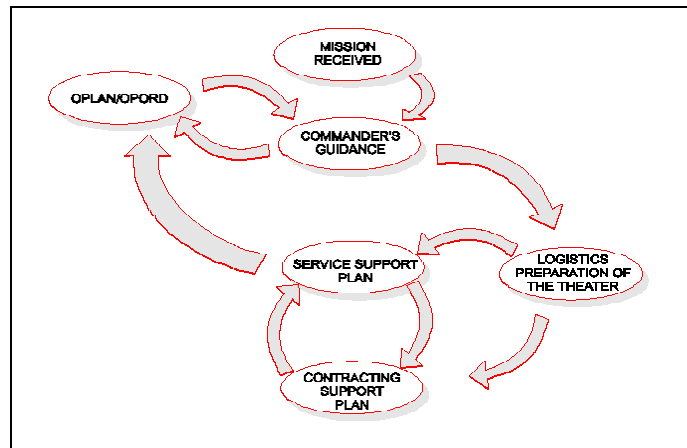 MISSION
RECEIVED
OPLAN/OPORD
COMMANDER'S
GUIDANCE
SERVICE SUPPORT
PLAN
LOGISTICS
PREPARATION OF
THE THEATER
CONTRACTING
SUPPORT
PLAN